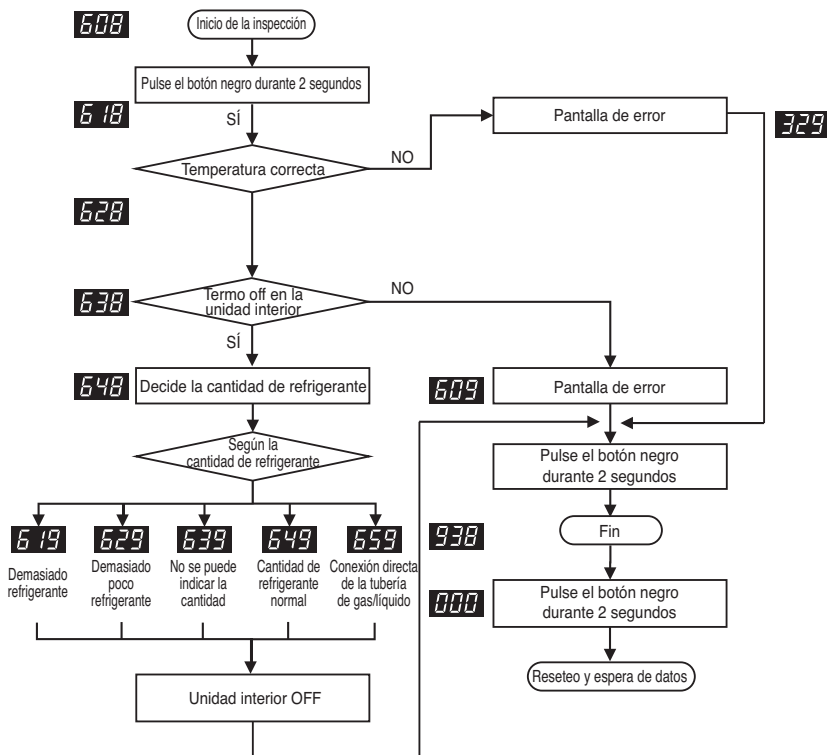 608
Inicio de la inspección
Pulse el botón negro durante 2 segundos
618
SÍ
Temperatura correcta
NO
Pantalla de error
329
628
638
Termo off en la
unidad interior
NO
SÍ
648
Decide la cantidad de refrigerante
609
Pantalla de error
Según la
cantidad de refrigerante
Pulse el botón negro
durante 2 segundos
619
Demasiado
refrigerante
629
Demasiado
poco
refrigerante
639
No se puede
indicar la
cantidad
649
Cantidad de
refrigerante
normal
659
Conexión directa
de la tubería
de gas/líquido
938
Fin
000
Pulse el botón negro
durante 2 segundos
Unidad interior OFF
Reseteo y espera de datos